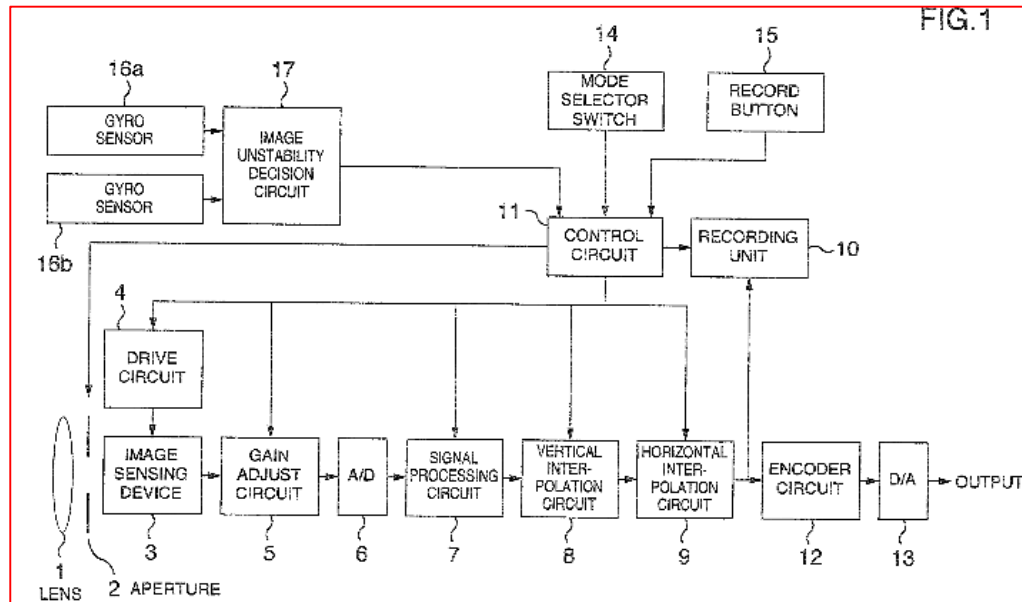 FIG.1
16a
17
14
15
GYRO
SENSOR
IMAGE
UNSTABILITY
DECISION
CIRCUIT
MODE
SELECTOR
SWITCH
RECORD
BUTTON
GYRO
SENSOR
16b
11
CONTROL
CIRCUIT
RECORDING
UNIT
10
4
DRIVE
CIRCUIT
IMAGE
SENSING
DEVICE
GAIN
ADJUST
CIRCUIT
A/D
SIGNAL
PROCESSING
CIRCUIT
VERTICAL
INTER-
POLATION
CIRCUIT
HORIZONTAL
INTER-
POLATION
CIRCUIT
ENCODER
CIRCUIT
D/A
OUTPUT
1
LENS
2 APERTURE
3
5
6
7
8
9
12
13